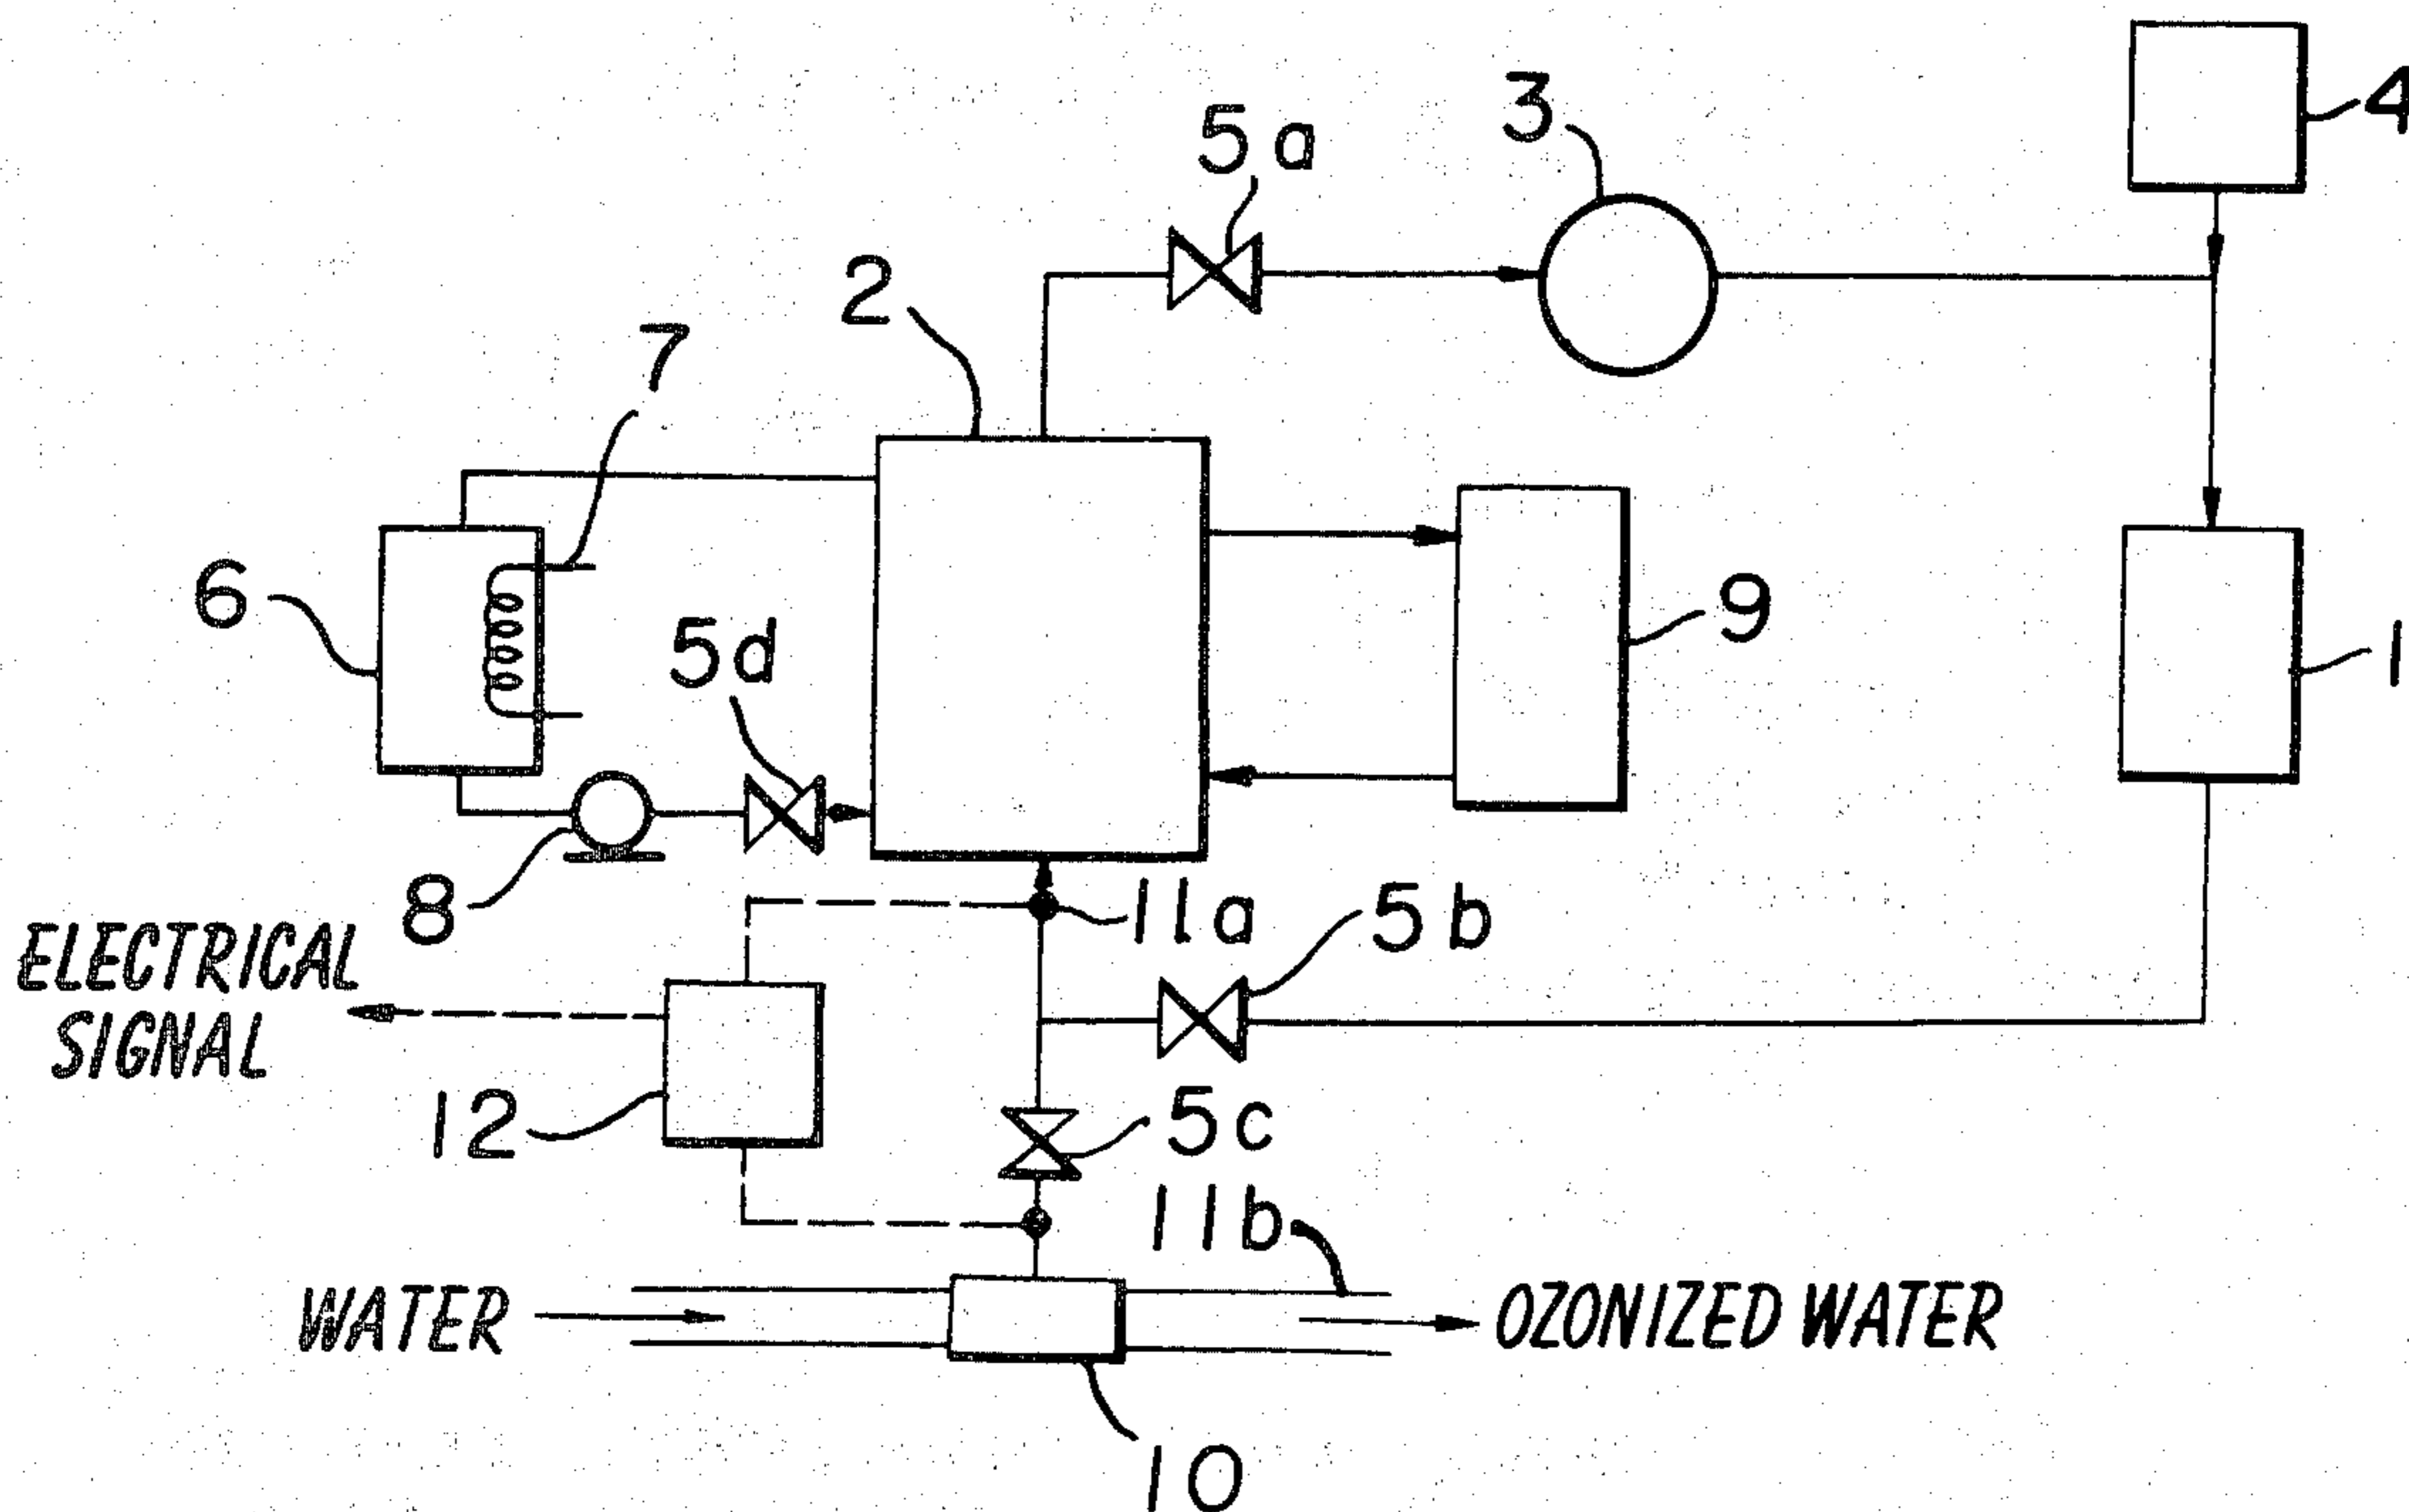 4
3
5a
2
7
6
5d
9
1
8
11a
5b
ELECTRICAL
SIGNAL
12
5c
11b
WATER
OZONIZED WATER
10